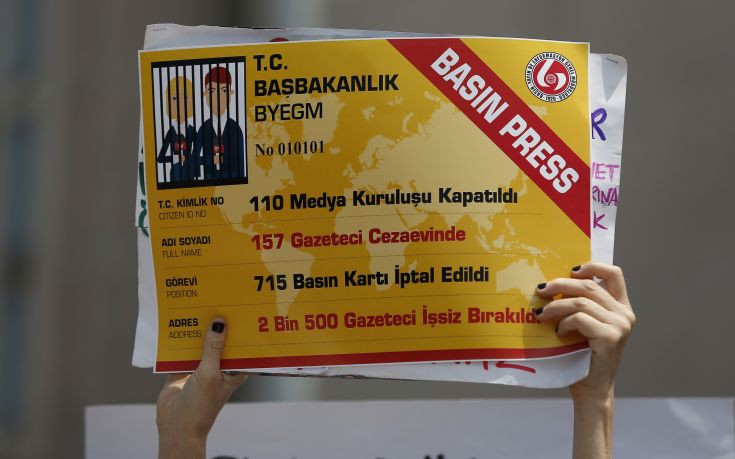 T.C.
BAŞBAKANLIK
BYEGM
No 010101
BASIN PRESS
T.C. KİMLİK NO
CITIZEN ID NO
110 Medya Kuruluşu Kapatıldı
ADI SOYADI
FULL NAME
157 Gazeteci Cezaevinde
GÖREVİ
POSITION
715 Basın Kartı İptal Edildi
ADRES
ADDRESS
2 Bin 500 Gazeteci İşsiz Bırakıld